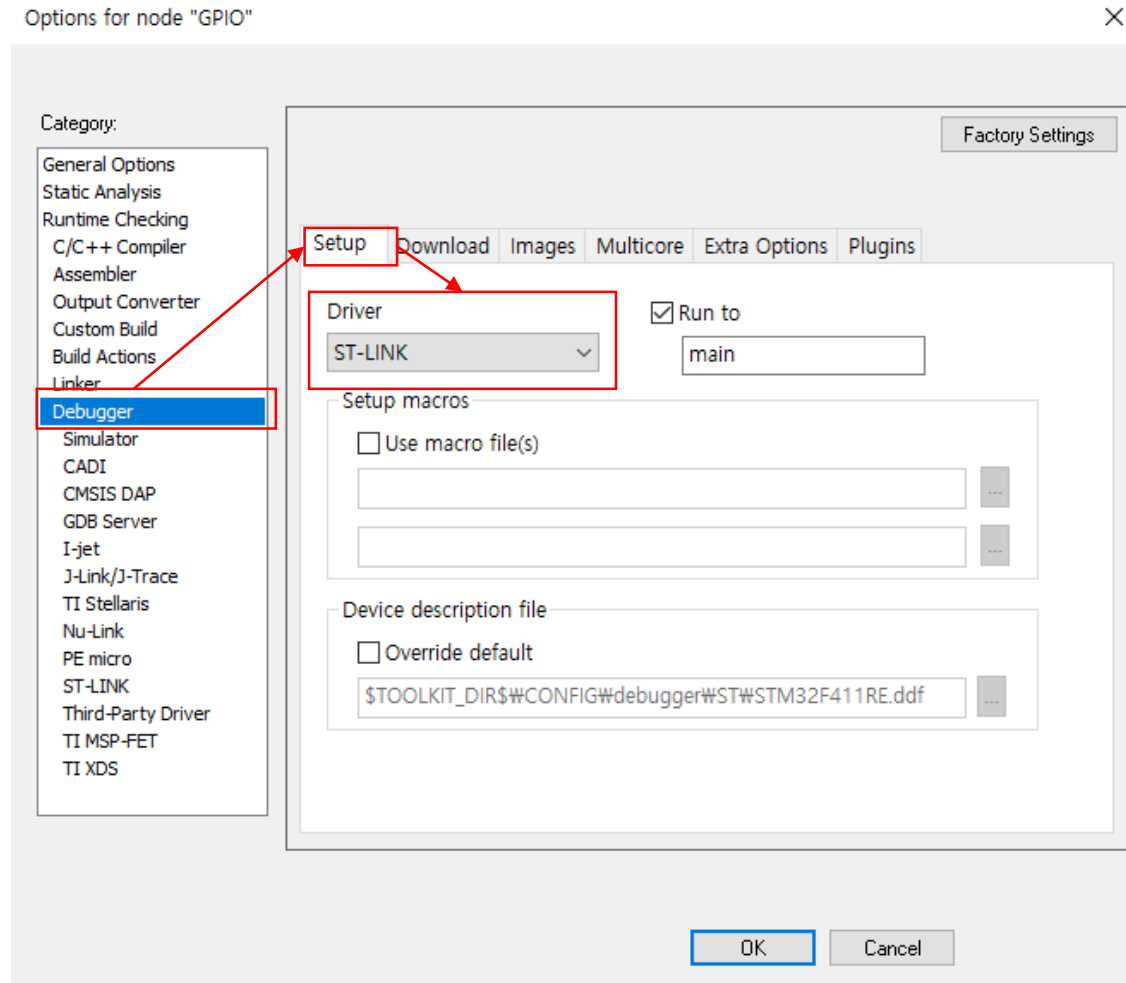 Options for node "GPIO"
Category:
Factory Settings
General Options
Static Analysis
Runtime Checking
C/C++ Compiler
Assembler
Output Converter
Custom Build
Build Actions
Linker
Debugger
Simulator
CADI
CMSIS DAP
GDB Server
I-jet
J-Link/J-Trace
TI Stellaris
Nu-Link
PE micro
ST-LINK
Third-Party Driver
TI MSP-FET
TI XDS
Setup Download Images Multicore Extra Options Plugins
Driver
ST-LINK
Run to
main
Setup macros
Use macro file(s)
...
...
Device description file
Override default
$TOOLKIT_DIR$₩CONFIG₩debugger₩ST₩STM32F411RE.ddf
...
OK Cancel